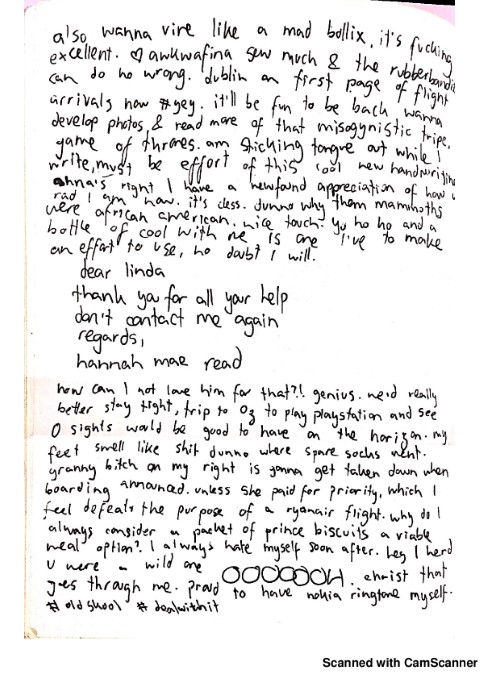 also wanna vire like a mad bollix, it's fucking
excellent. ♡ awkwafina sew much & the rubberbandits
can do no wrong. dublin on first page of flight
arrivals now #yey. it'll be fun to be back, wanna
develop photos, & read more of that misogynistic tripe,
game of thrones. am sticking tongue out while I
write, must be effort of this cool new handwriting
anna's right I have a newfound appreciation of how
rad I am now. it's class. dunno why them mammoths
were african american. nice touch. yo ho ho and a
bottle of cool with me is one I've to make
an effort to use, no doubt I will.
dear linda
thank you for all your help
don't contact me again
regards,
hannah mae read
how can I not love him for that?! genius. we'd really
better stay tight, trip to Oz to play playstation and see
0 sights would be good to have on the horizon. my
feet smell like shit dunno where spare socks went.
granny bitch on my right is gonna get taken down when
boarding announced. unless she paid for priority, which I
feel defeats the purpose of a ryanair flight. why do I
always consider a packet of prince biscuits a viable
meal option? I always hate myself soon after. hey I herd
u were a wild one OOOOOOH. christ that
goes through me. proud to have nokia ringtone myself.
# old skool # dealwithit
Scanned with CamScanner